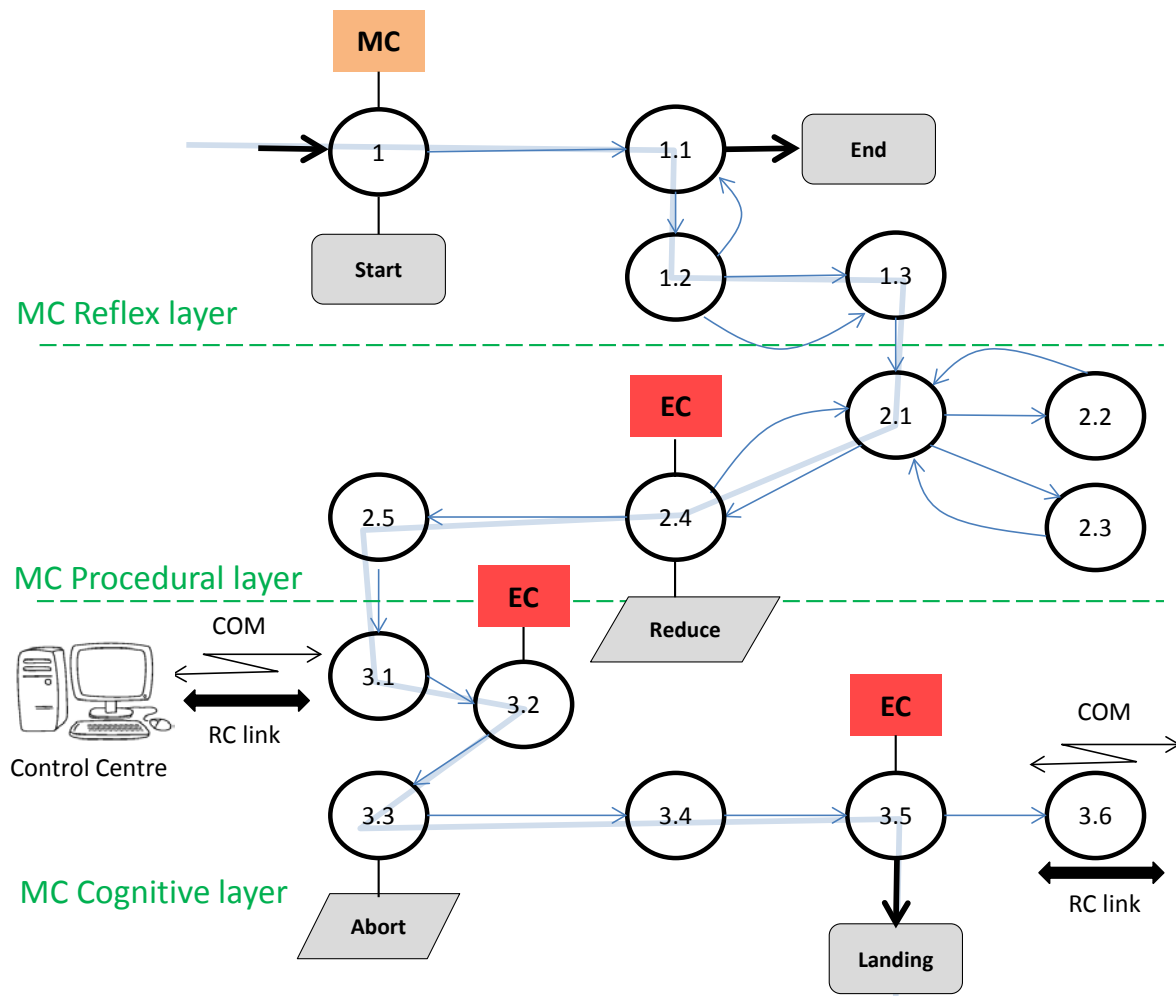 MC
1
1.1
End
Start
1.2
1.3
MC Reflex layer
EC
2.1
2.2
2.5
2.4
2.3
MC Procedural layer
EC
Reduce
COM
3.1
3.2
EC
RC link
COM
Control Centre
3.3
3.4
3.5
3.6
MC Cognitive layer
RC link
Abort
Landing